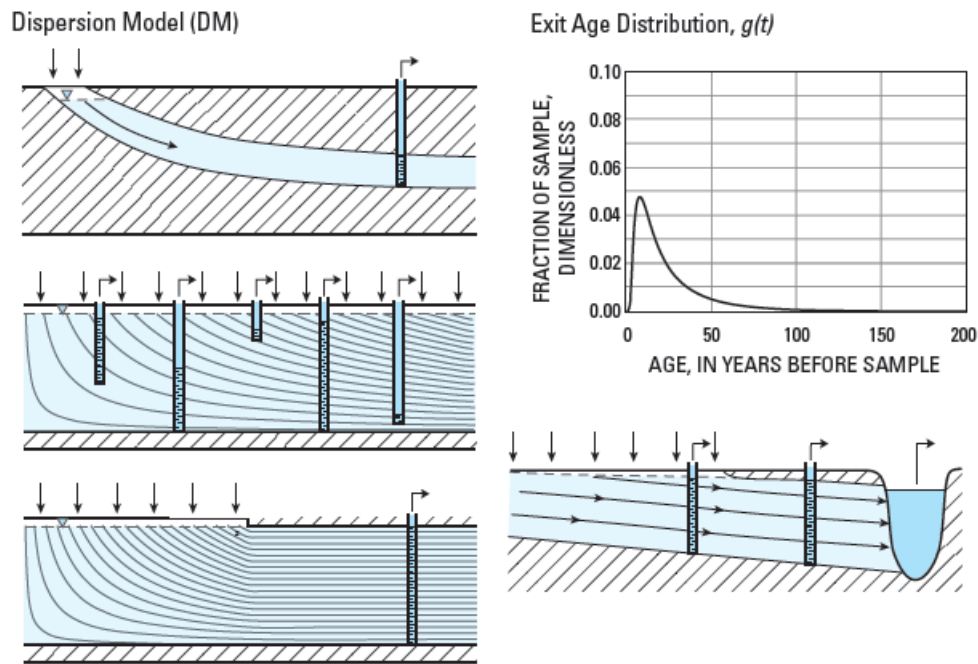 Dispersion Model (DM)
Exit Age Distribution, g(t)
FRACTION OF SAMPLE,
DIMENSIONLESS
0.10
0.08
0.06
0.04
0.02
0.00
0
50
100
150
200
AGE, IN YEARS BEFORE SAMPLE